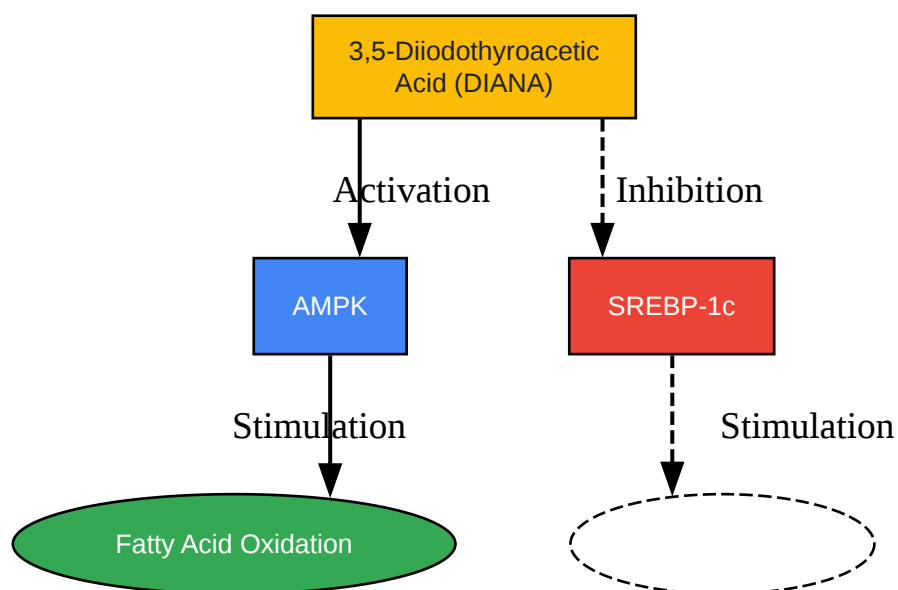 3,5-Diiodothyroacetic
Acid (DIANA)
Activation
Inhibition
AMPK
SREBP-1c
Stimulation
Stimulation
Fatty Acid Oxidation